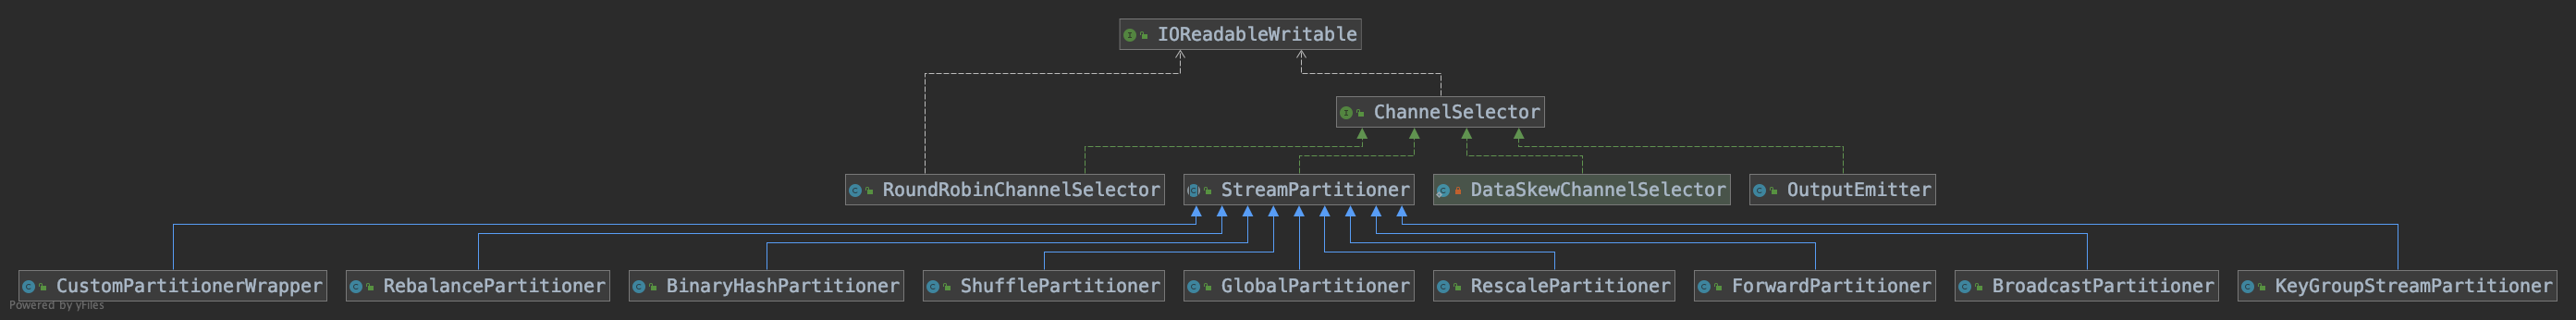 IOReadableWritable
ChannelSelector
RoundRobinChannelSelector
StreamPartitioner
DataSkewChannelSelector
OutputEmitter
CustomPartitionerWrapper
RebalancePartitioner
BinaryHashPartitioner
ShufflePartitioner
GlobalPartitioner
RescalePartitioner
ForwardPartitioner
BroadcastPartitioner
KeyGroupStreamPartitioner
Powered by yFiles